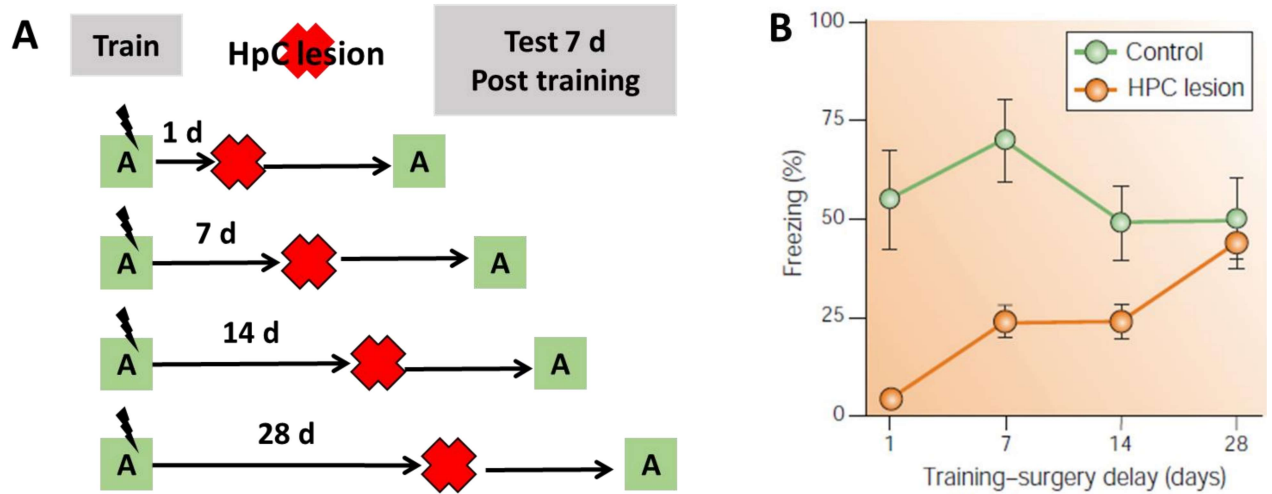 A
Train
HpC lesion
Test 7 d
Post training
A
1 d
A
A
7 d
A
A
14 d
A
A
28 d
A
B
100
75
50
25
0
Freezing (%)
Control
HPC lesion
1 7 14 28
Training–surgery delay (days)